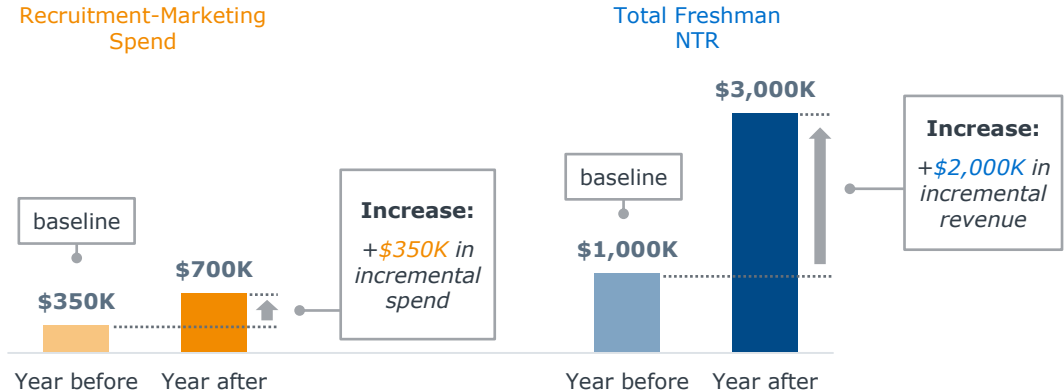 Recruitment-Marketing
Spend
baseline
$350K
$700K
Increase:
+$350K in
incremental
spend
Year before
Year after
Total Freshman
NTR
baseline
$1,000K
$3,000K
Increase:
+$2,000K in
incremental
revenue
Year before
Year after